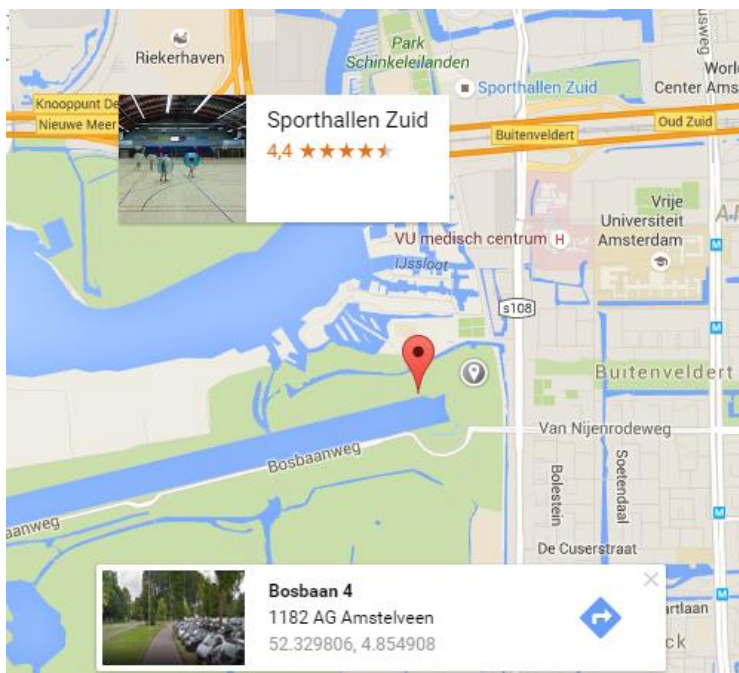 Riekerhaven
Park
Schinkeleilanden
Sporthallen Zuid
Center Ams
Knooppunt De
Nieuwe Meer
Sporthallen Zuid
4,4
Buitenveldert
Oud Zuid
Vrije
Universiteit
Amsterdam
VU medisch centrum
H
IJssloot
M
s108
M
Buitenveldert
Van Nijenrodeweg
Bosbaanweg
Bolestein
Soetendaal
M
De Cuserstraat
Bosbaan 4
1182 AG Amstelveen
52.329806, 4.854908
M